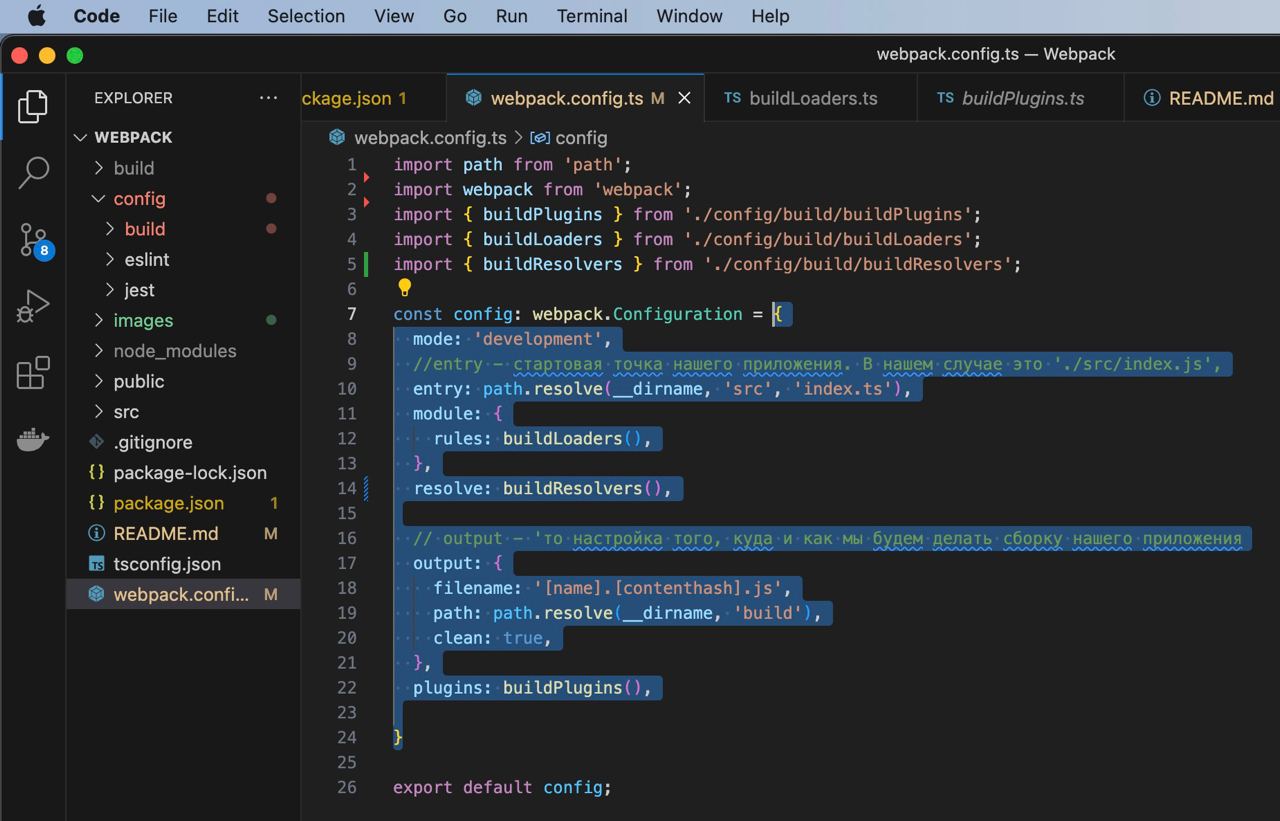 Code File Edit Selection View Go Run Terminal Window Help
webpack.config.ts — Webpack
EXPLORER ···
ckage.json 1 webpack.config.ts M TS buildLoaders.ts TS buildPlugins.ts README.md
WEBPACK
build
config
build
eslint
jest
images
node_modules
public
src
.gitignore
{} package-lock.json
{} package.json 1
README.md M
TS tsconfig.json
webpack.confi... M
8
webpack.config.ts > config
1 import path from 'path';
2 import webpack from 'webpack';
3 import { buildPlugins } from './config/build/buildPlugins';
4 import { buildLoaders } from './config/build/buildLoaders';
5 import { buildResolvers } from './config/build/buildResolvers';
6
7 const config: webpack.Configuration = {
8 mode: 'development',
9 //entry — стартовая точка нашего приложения. В нашем случае это './src/index.js',
10 entry: path.resolve(__dirname, 'src', 'index.ts'),
11 module: {
12 rules: buildLoaders(),
13 },
14 resolve: buildResolvers(),
15
16 // output — 'то настройка того, куда и как мы будем делать сборку нашего приложения
17 output: {
18 filename: '[name].[contenthash].js',
19 path: path.resolve(__dirname, 'build'),
20 clean: true,
21 },
22 plugins: buildPlugins(),
23
24 }
25
26 export default config;